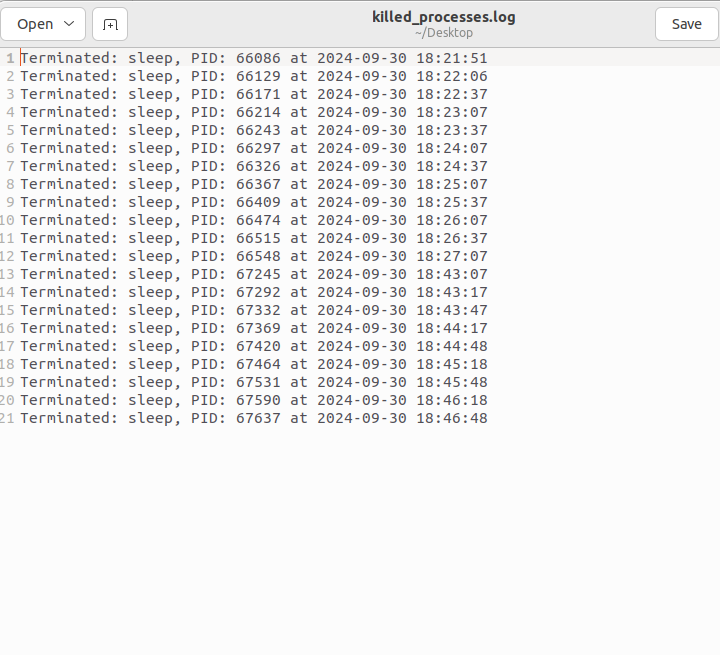 Open
killed_processes.log
~/Desktop
Save
1 Terminated: sleep, PID: 66086 at 2024-09-30 18:21:51
2 Terminated: sleep, PID: 66129 at 2024-09-30 18:22:06
3 Terminated: sleep, PID: 66171 at 2024-09-30 18:22:37
4 Terminated: sleep, PID: 66214 at 2024-09-30 18:23:07
5 Terminated: sleep, PID: 66243 at 2024-09-30 18:23:37
6 Terminated: sleep, PID: 66297 at 2024-09-30 18:24:07
7 Terminated: sleep, PID: 66326 at 2024-09-30 18:24:37
8 Terminated: sleep, PID: 66367 at 2024-09-30 18:25:07
9 Terminated: sleep, PID: 66409 at 2024-09-30 18:25:37
10 Terminated: sleep, PID: 66474 at 2024-09-30 18:26:07
11 Terminated: sleep, PID: 66515 at 2024-09-30 18:26:37
12 Terminated: sleep, PID: 66548 at 2024-09-30 18:27:07
13 Terminated: sleep, PID: 67245 at 2024-09-30 18:43:07
14 Terminated: sleep, PID: 67292 at 2024-09-30 18:43:17
15 Terminated: sleep, PID: 67332 at 2024-09-30 18:43:47
16 Terminated: sleep, PID: 67369 at 2024-09-30 18:44:17
17 Terminated: sleep, PID: 67420 at 2024-09-30 18:44:48
18 Terminated: sleep, PID: 67464 at 2024-09-30 18:45:18
19 Terminated: sleep, PID: 67531 at 2024-09-30 18:45:48
20 Terminated: sleep, PID: 67590 at 2024-09-30 18:46:18
21 Terminated: sleep, PID: 67637 at 2024-09-30 18:46:48